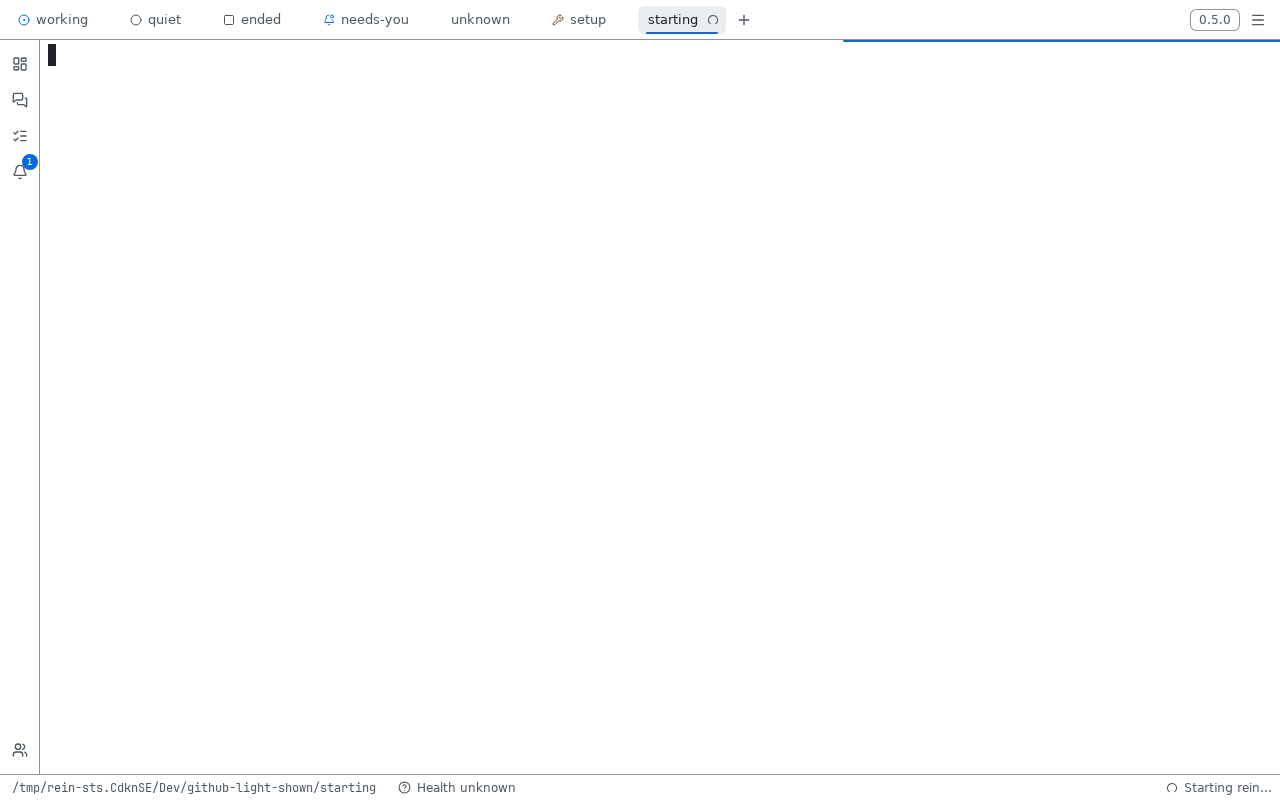 working quiet ended needs-you unknown setup starting 0.5.0
1
/tmp/rein-sts.CdknSE/Dev/github-light-shown/starting Health unknown Starting rein...